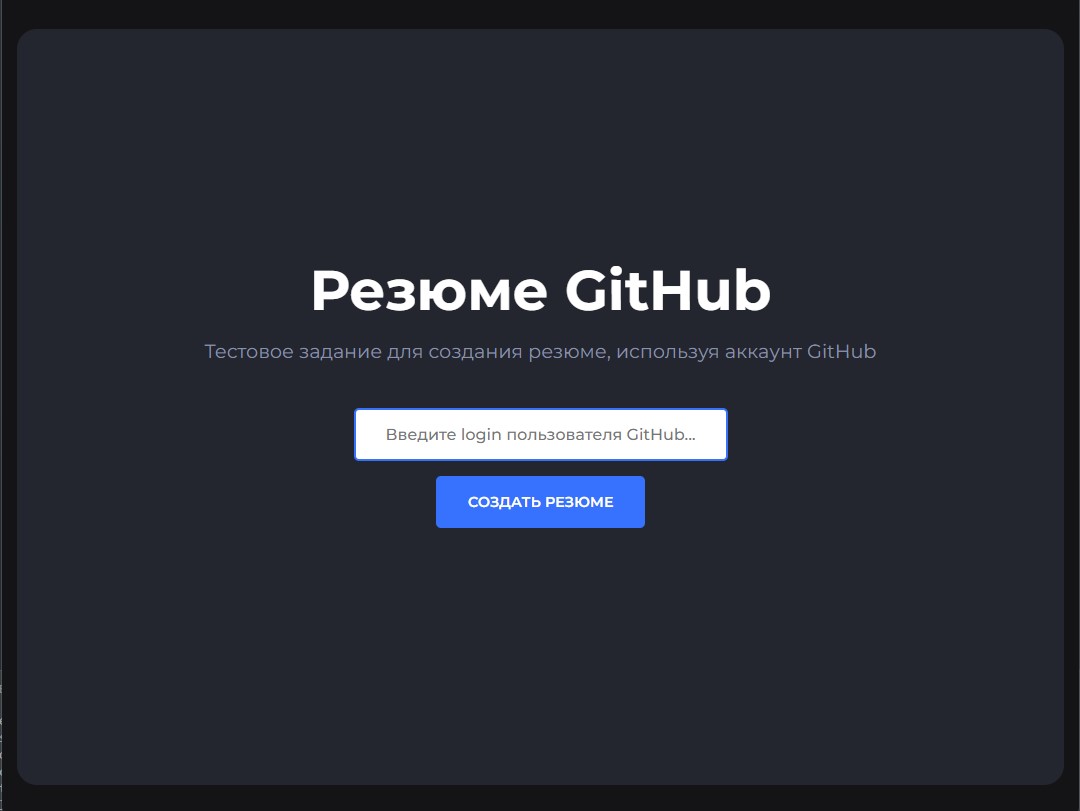 Резюме GitHub
Тестовое задание для создания резюме, используя аккаунт GitHub
Введите login пользователя GitHub...
СОЗДАТЬ РЕЗЮМЕ